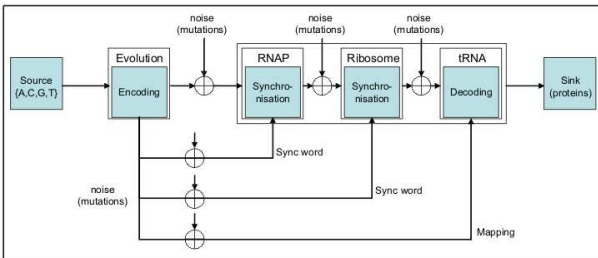 noise
(mutations)
noise
(mutations)
noise
(mutations)
Evolution
RNAP
Ribosome
tRNA
Source
{A,C,G,T}
Encoding
Synchro-
nisation
Synchro-
nisation
Decoding
Sink
(proteins)
Sync word
noise
(mutations)
Sync word
Mapping